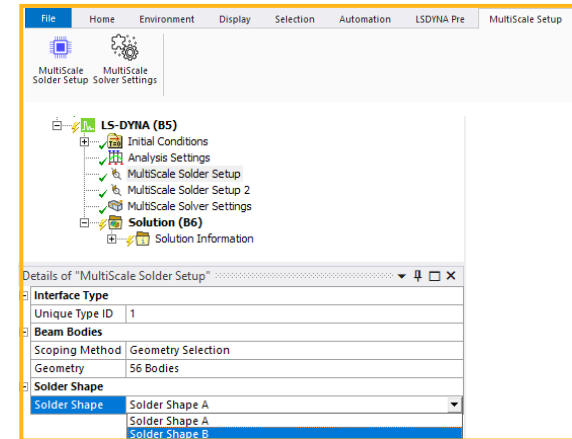 File Home Environment Display Selection Automation LSDYNA Pre MultiScale Setup
MultiScale MultiScale
Solder Setup Solver Settings
LS-DYNA (B5)
Initial Conditions
Analysis Settings
MultiScale Solder Setup
MultiScale Solder Setup 2
MultiScale Solver Settings
Solution (B6)
Solution Information
Details of "MultiScale Solder Setup"
Interface Type
Unique Type ID 1
Beam Bodies
Scoping Method Geometry Selection
Geometry 56 Bodies
Solder Shape
Solder Shape Solder Shape A
Solder Shape A
Solder Shape B